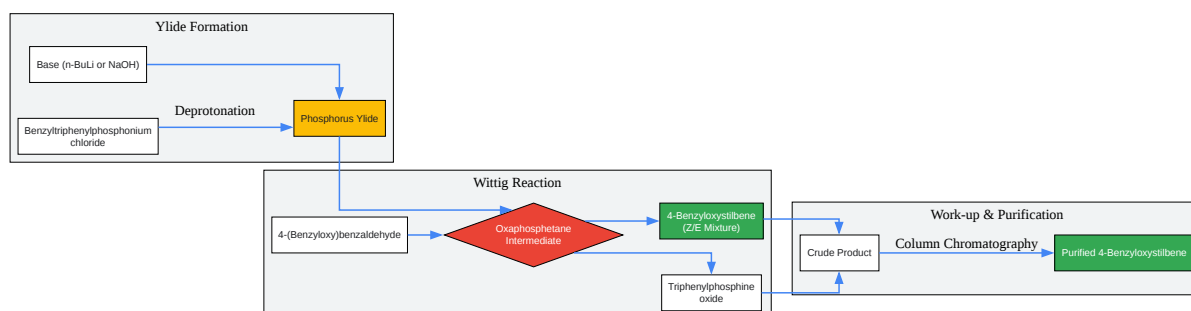 Ylide Formation
Base (n-BuLi or NaOH)
Deprotonation
Benzyltriphenylphosphonium
chloride
Phosphorus Ylide
Wittig Reaction
4-(Benzyloxy)benzaldehyde
Oxaphosphetane
Intermediate
4-Benzyloxystilbene
(Z/E Mixture)
Triphenylphosphine
oxide
Work-up & Purification
Crude Product
Column Chromatography
Purified 4-Benzyloxystilbene